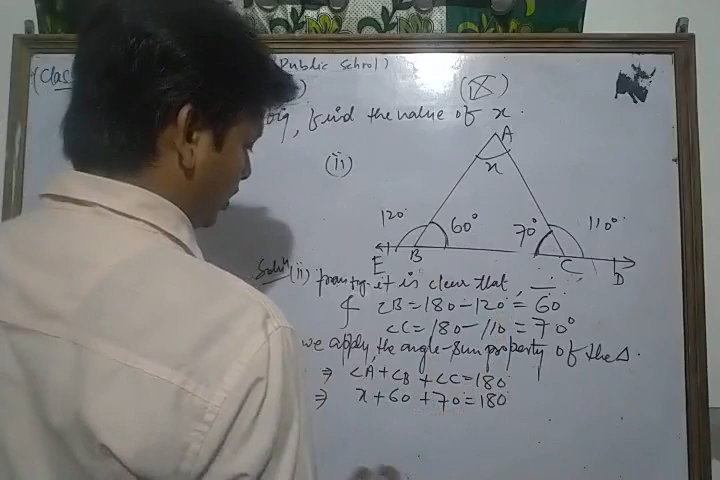 (Clas Public School)
(IX)
fig, find the value of x.
(ii)
A
x
120° 60° 70° 110°
E B C D
Solⁿ (ii) from fig. it is clear that,
∠B = 180 - 120 = 60°
& ∠C = 180 - 110 = 70°
we apply, the angle-sum property of the Δ.
⇒ ∠A + ∠B + ∠C = 180°
⇒ x + 60 + 70 = 180°